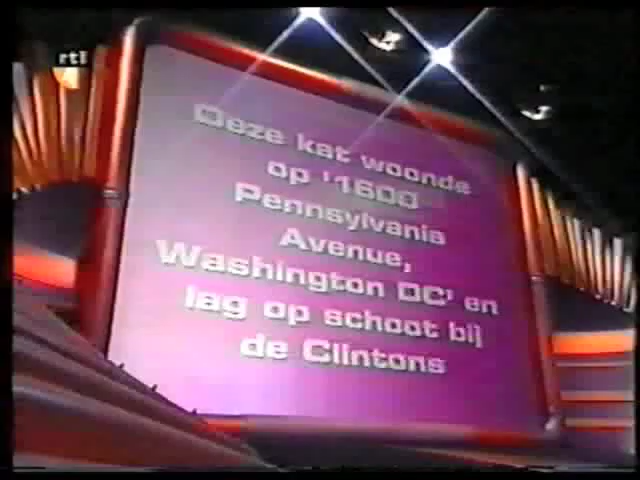 rtl
Deze kat woonde
op '1600
Pennsylvania
Avenue,
Washington DC' en
lag op schoot bij
de Clintons